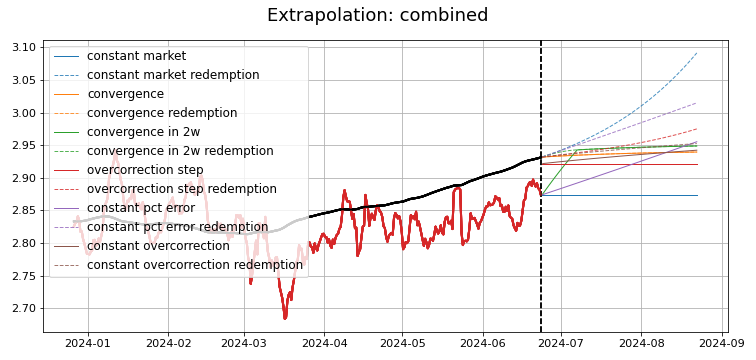 Extrapolation: combined
3.10
3.05
3.00
2.95
2.90
2.85
2.80
2.75
2.70
constant market
constant market redemption
convergence
convergence redemption
convergence in 2w
convergence in 2w redemption
overcorrection step
overcorrection step redemption
constant pct error
constant pct error redemption
constant overcorrection
constant overcorrection redemption
2024-01 2024-02 2024-03 2024-04 2024-05 2024-06 2024-07 2024-08 2024-09